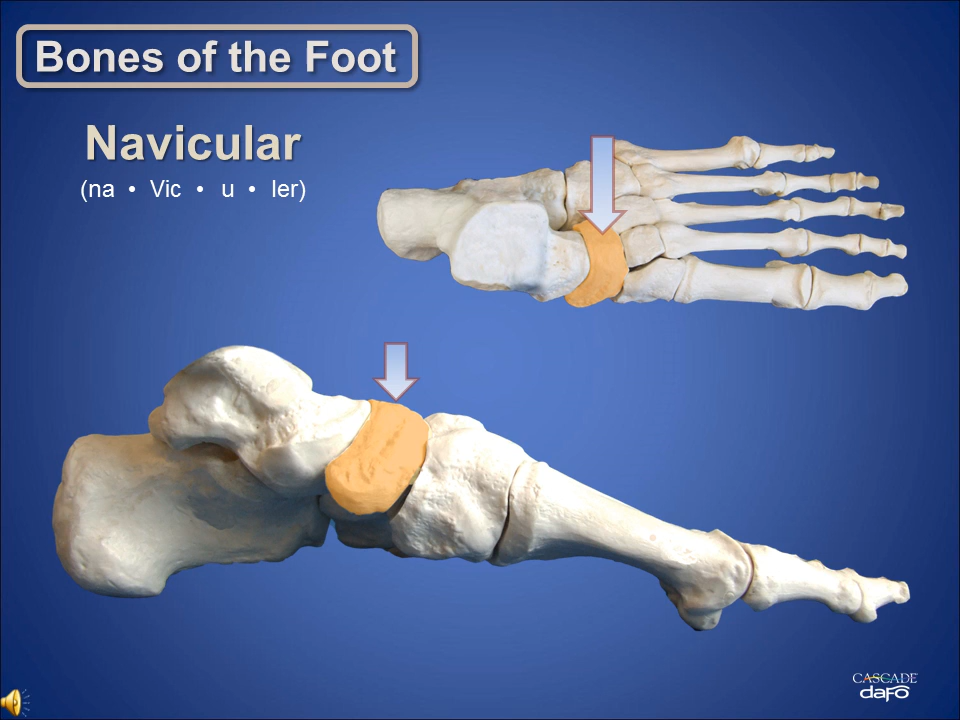 Bones of the Foot
Navicular
(na • Vic • u • ler)
CASCADE
dafo